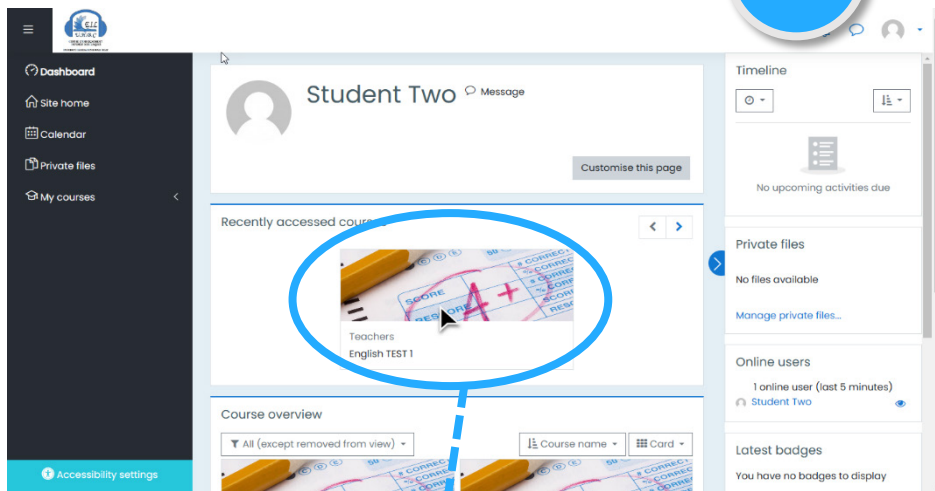 Dashboard
Site home
Calendar
Private files
My courses
Accessibility settings
Student Two Message
Customise this page
Recently accessed
SCORE
A+
Teachers
English TEST 1
Course overview
All (except removed from view)
Course name
Card
Timeline
No upcoming activities due
Private files
No files available
Manage private files...
Online users
1 online user (last 5 minutes)
Student Two
Latest badges
You have no badges to display